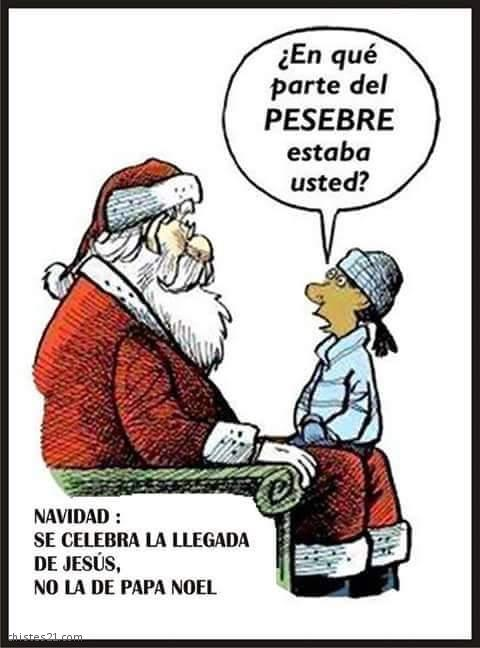 ¿En qué
parte del
PESEBRE
estaba
usted?
NAVIDAD :
SE CELEBRA LA LLEGADA
DE JESÚS,
NO LA DE PAPA NOEL
chistes21.com